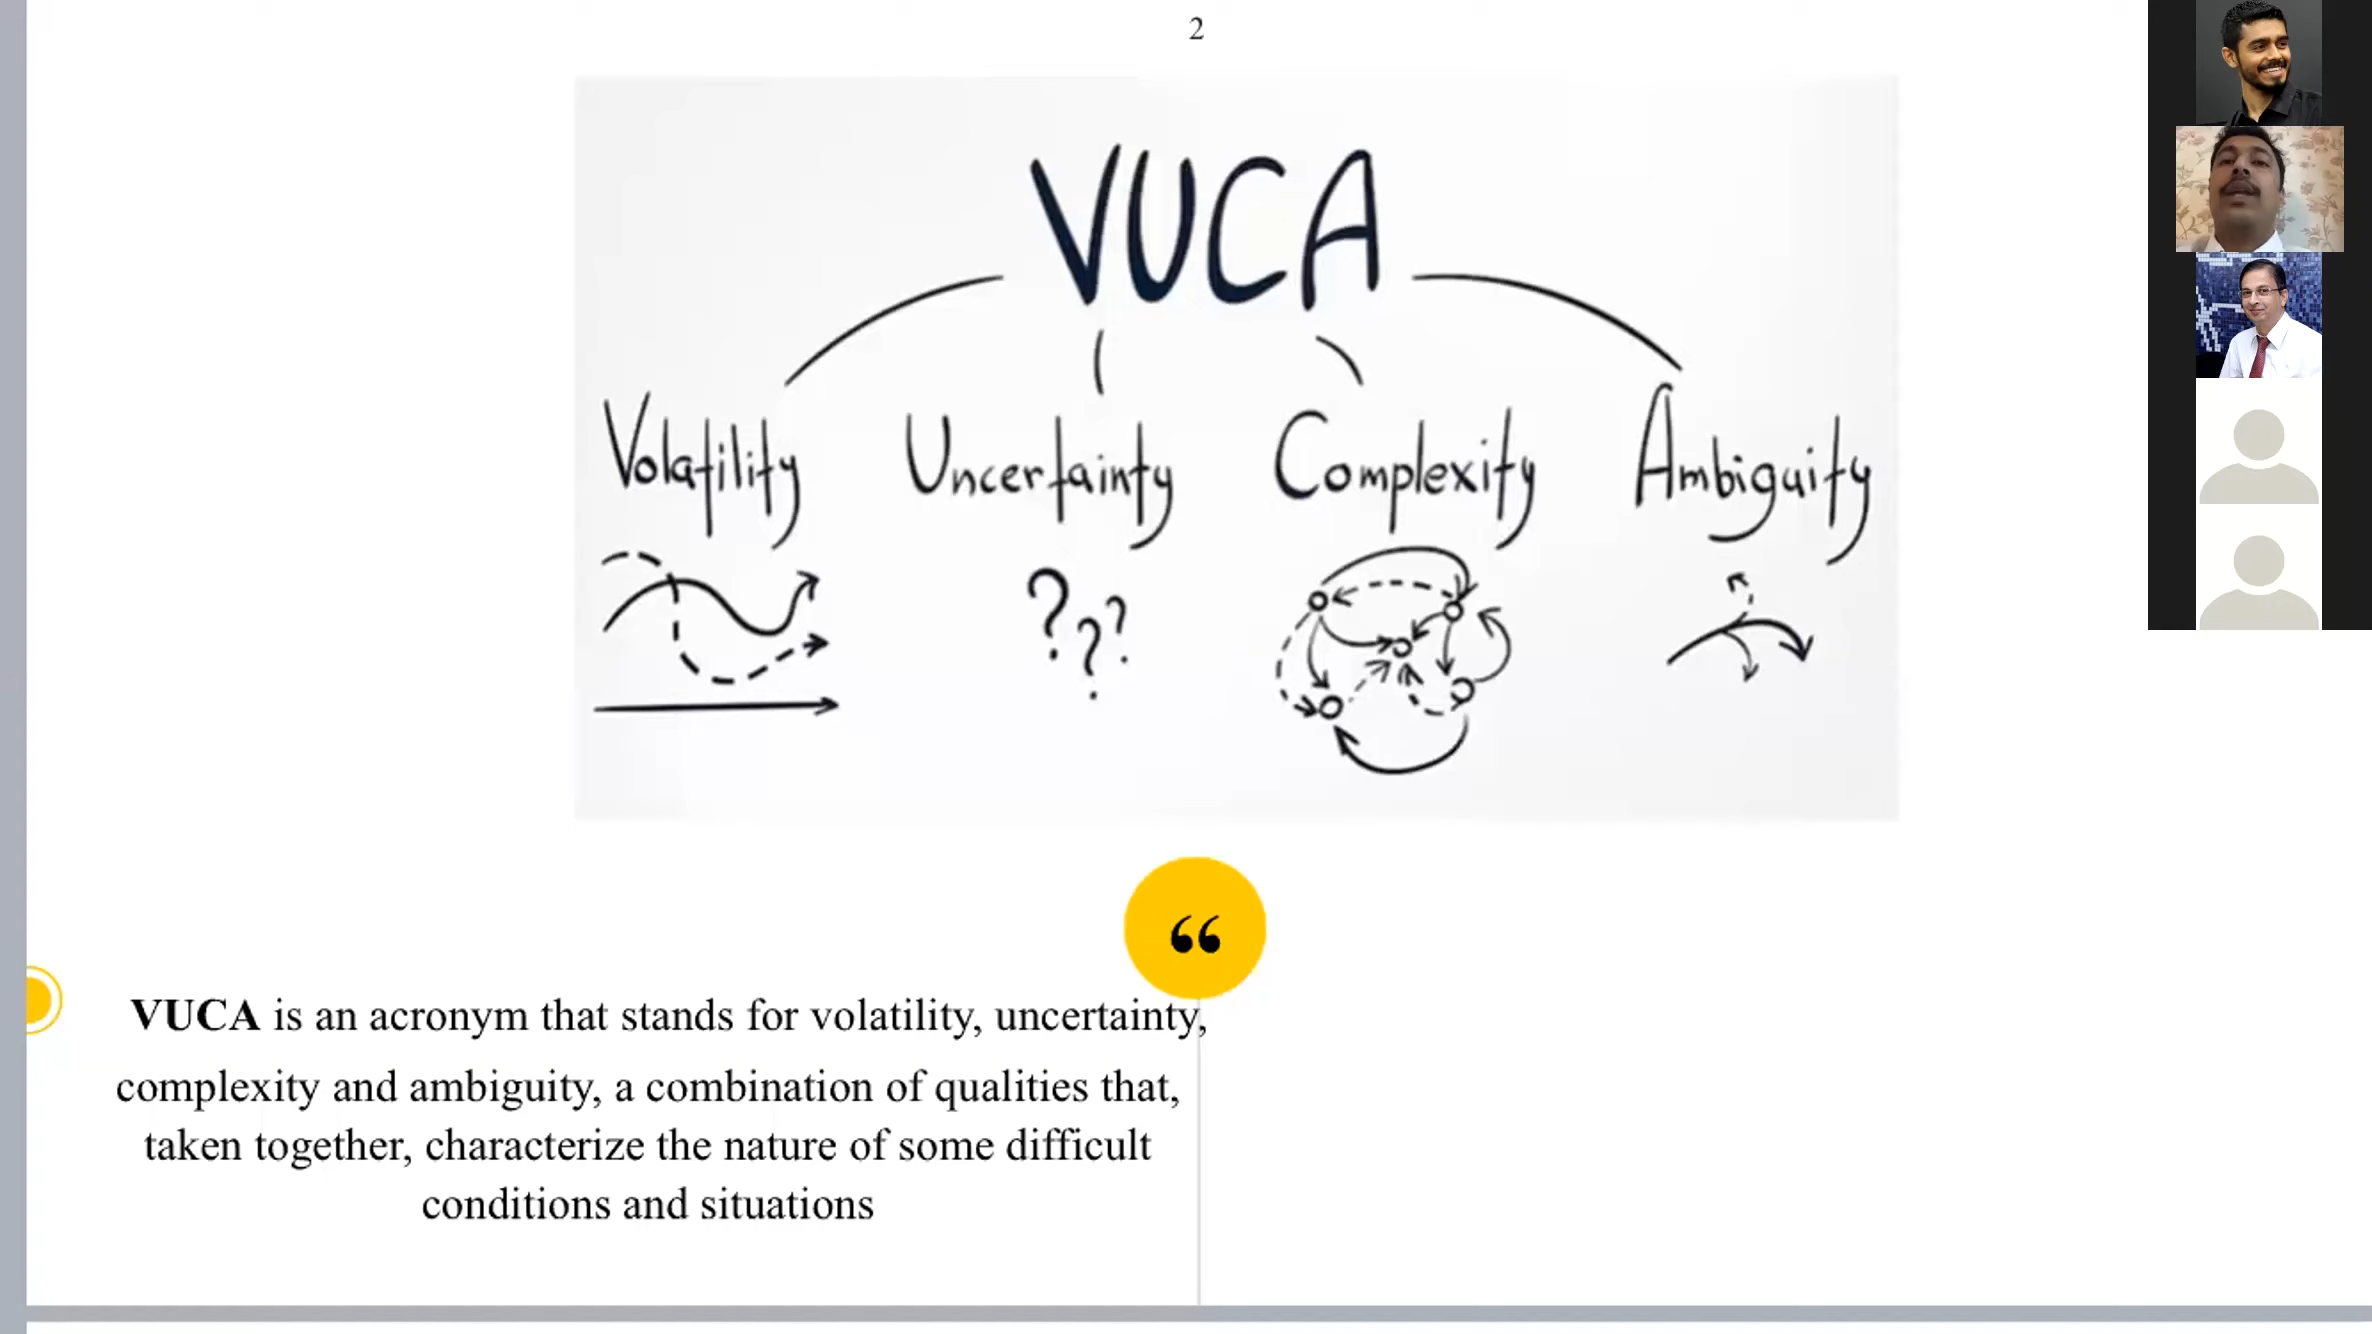 2
VUCA
Volatility Uncertainty Complexity Ambiguity
???
“
VUCA is an acronym that stands for volatility, uncertainty,
complexity and ambiguity, a combination of qualities that,
taken together, characterize the nature of some difficult
conditions and situations